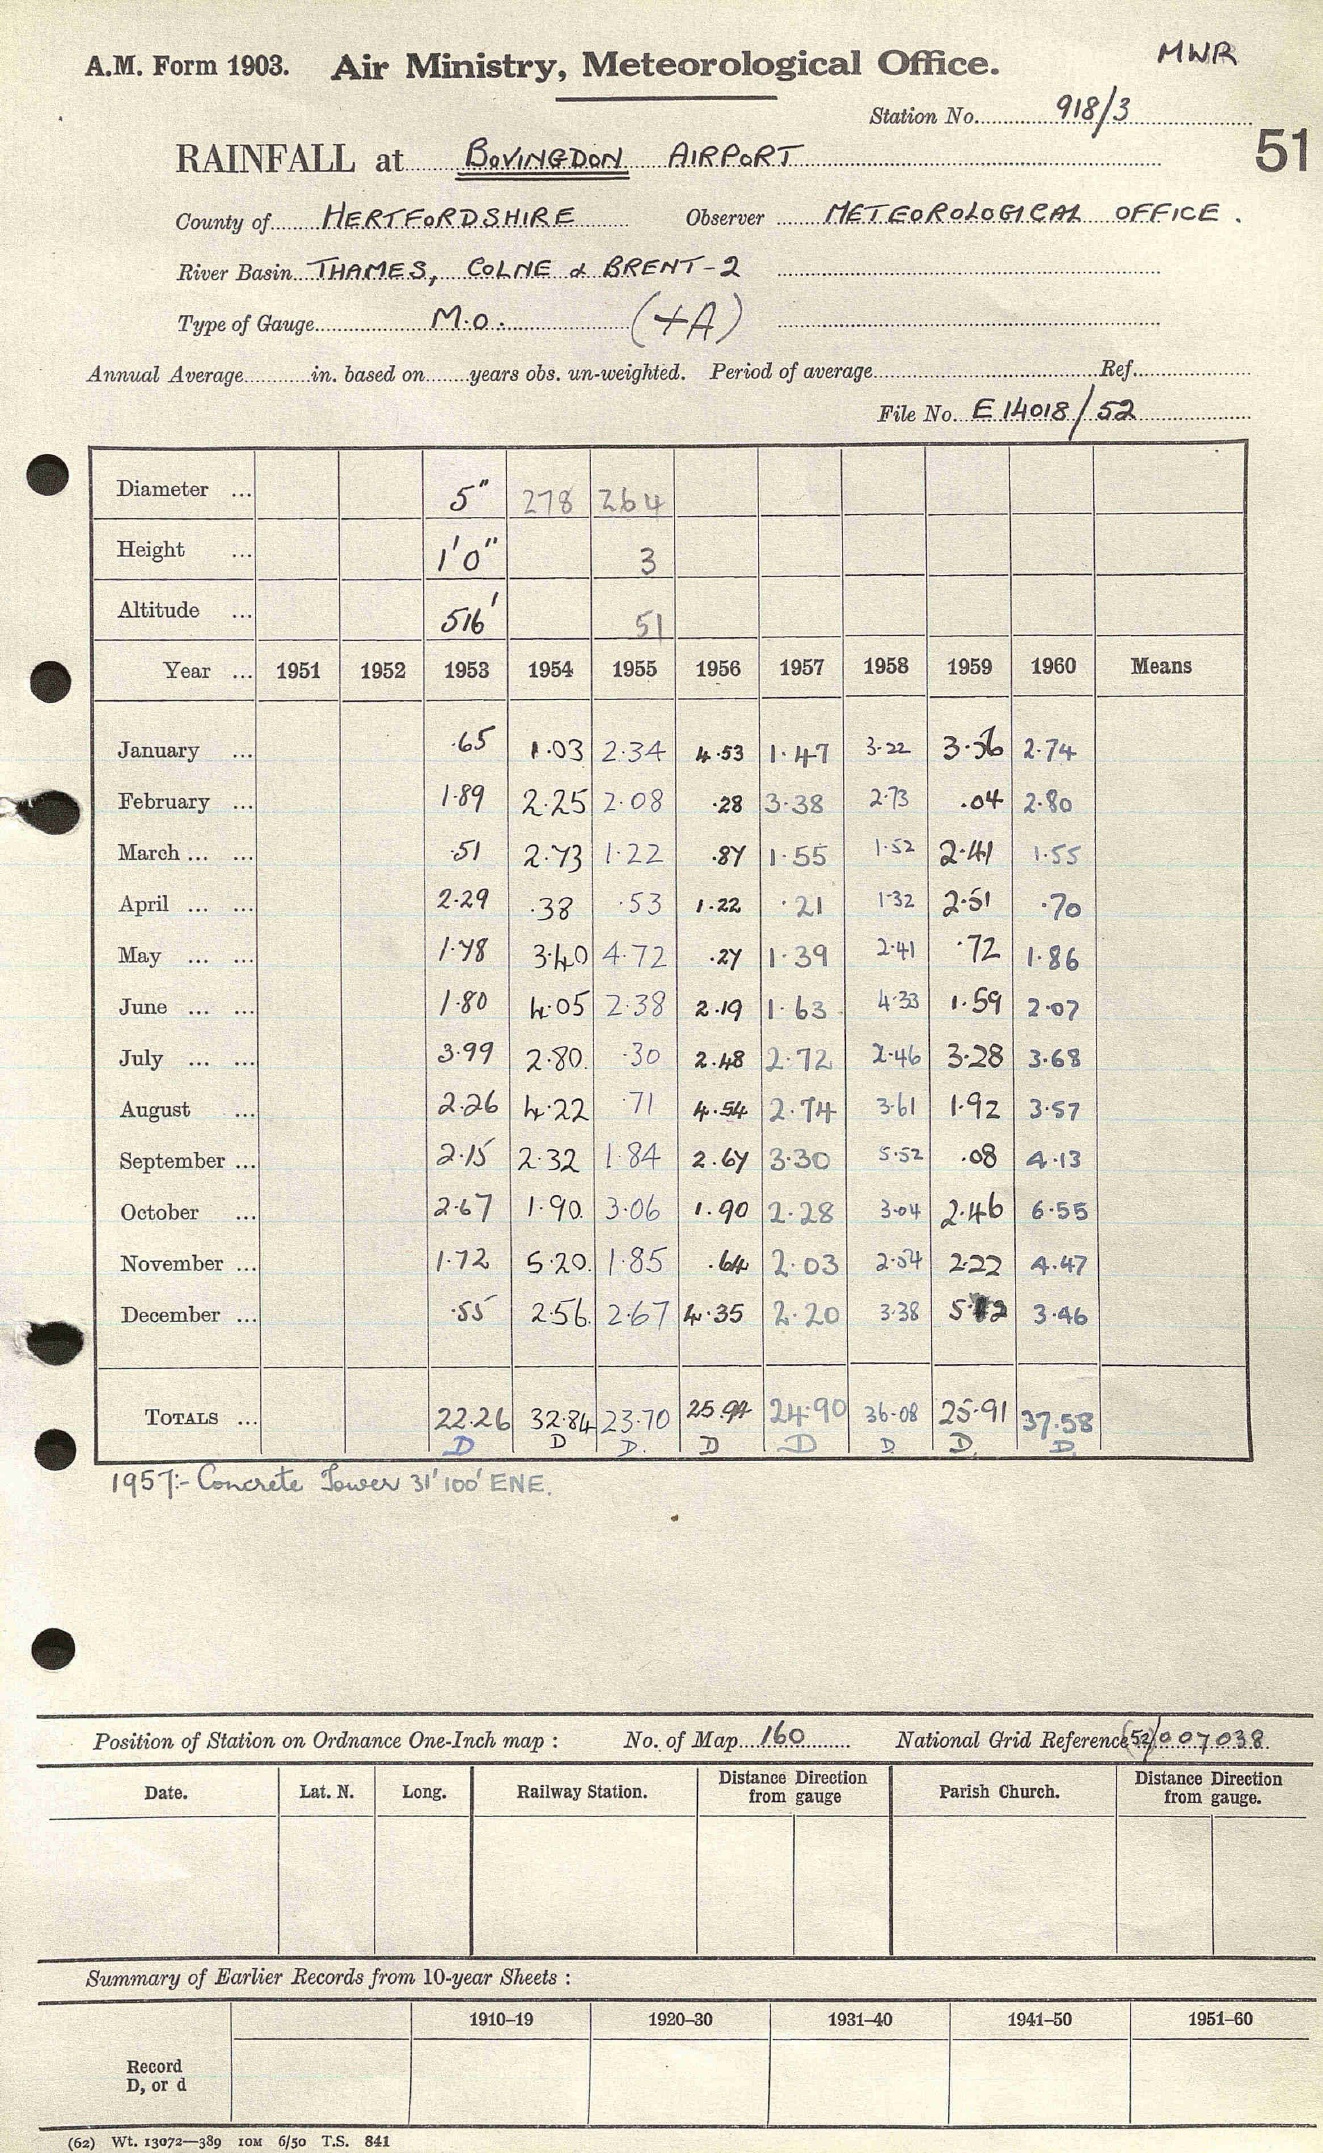 MWR
A.M. Form 1903. Air Ministry, Meteorological Office.
Station No. 918/3
51
RAINFALL at BOVINGDON AIRPORT
County of HERTFORDSHIRE Observer METEOROLOGICAL OFFICE.
River Basin THAMES, COLNE & BRENT-2
Type of Gauge M.O. (+A)
Annual Average in. based on years obs. un-weighted. Period of average Ref.
File No. E 14018/52
Diameter ... 5" 278 264
Height ... 1'0" 3
Altitude ... 516' 51
Year ... 1951 1952 1953 1954 1955 1956 1957 1958 1959 1960 Means
January ... .65 1.03 2.34 4.53 1.47 3.22 3.56 2.74
February ... 1.89 2.25 2.08 .28 3.38 2.73 .04 2.80
March ... ... .51 2.73 1.22 .87 1.55 1.52 2.41 1.55
April ... ... 2.29 .38 .53 1.22 .21 1.32 2.51 .70
May ... ... 1.78 3.40 4.72 .27 1.39 2.41 .72 1.86
June ... ... 1.80 4.05 2.38 2.19 1.63 4.33 1.59 2.07
July ... ... 3.99 2.80 .30 2.48 2.72 2.46 3.28 3.68
August ... 2.26 4.22 .71 4.54 2.74 3.61 1.92 3.57
September ... 2.15 2.32 1.84 2.67 3.30 5.52 .08 4.13
October ... 2.67 1.90 3.06 1.90 2.28 3.04 2.46 6.55
November ... 1.72 5.20 1.85 .64 2.03 2.54 2.22 4.47
December ... .55 2.56 2.67 4.35 2.20 3.38 5.12 3.46
TOTALS ... 22.26 32.84 23.70 25.94 24.90 36.08 25.91 37.58
D D D. D D D D. D.
1957:- Concrete Tower 31' 100' ENE.
Position of Station on Ordnance One-Inch map : No. of Map 160 National Grid Reference (52)/007038
Date. Lat. N. Long. Railway Station. Distance from gauge Direction Parish Church. Distance from gauge. Direction
Summary of Earlier Records from 10-year Sheets :
1910–19 1920–30 1931–40 1941–50 1951–60
Record
D, or d
(62) Wt. 13072—389 10M 6/50 T.S. 841